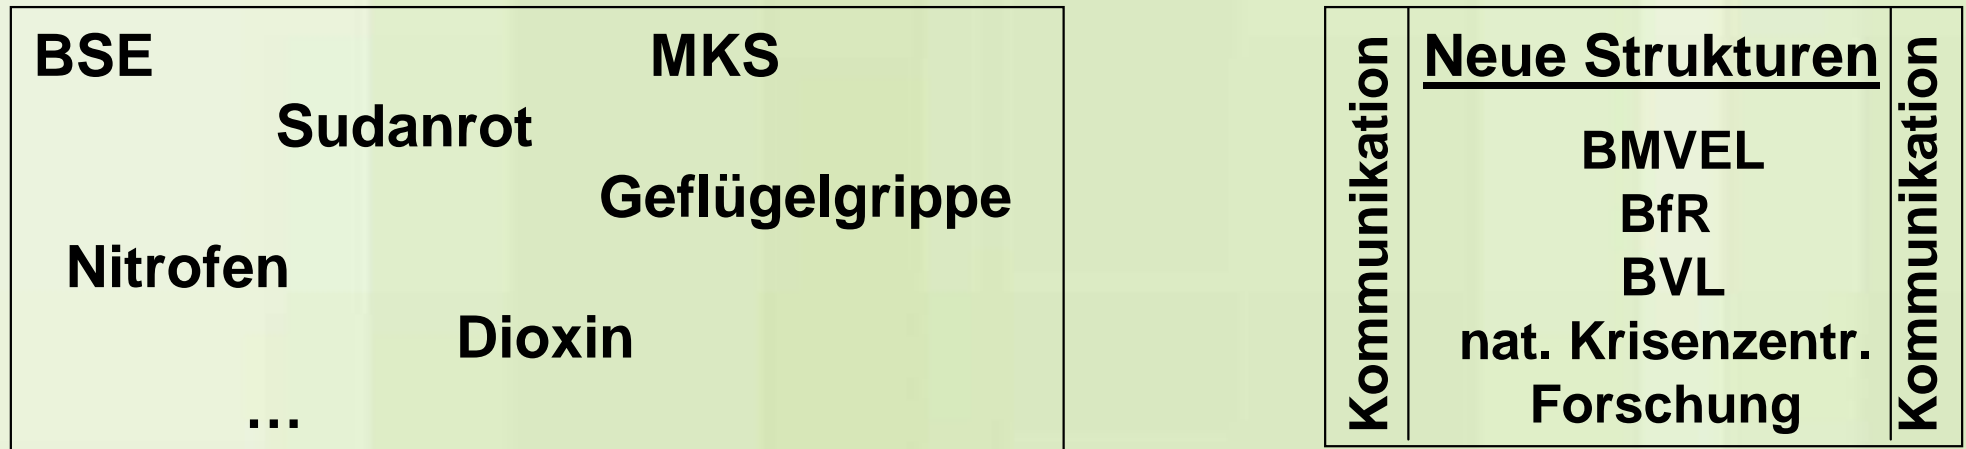 BSE MKS
Sudanrot
Geflügelgrippe
Nitrofen
Dioxin
…
Kommunikation
Neue Strukturen
BMVEL
BfR
BVL
nat. Krisenzentr.
Forschung
Kommunikation